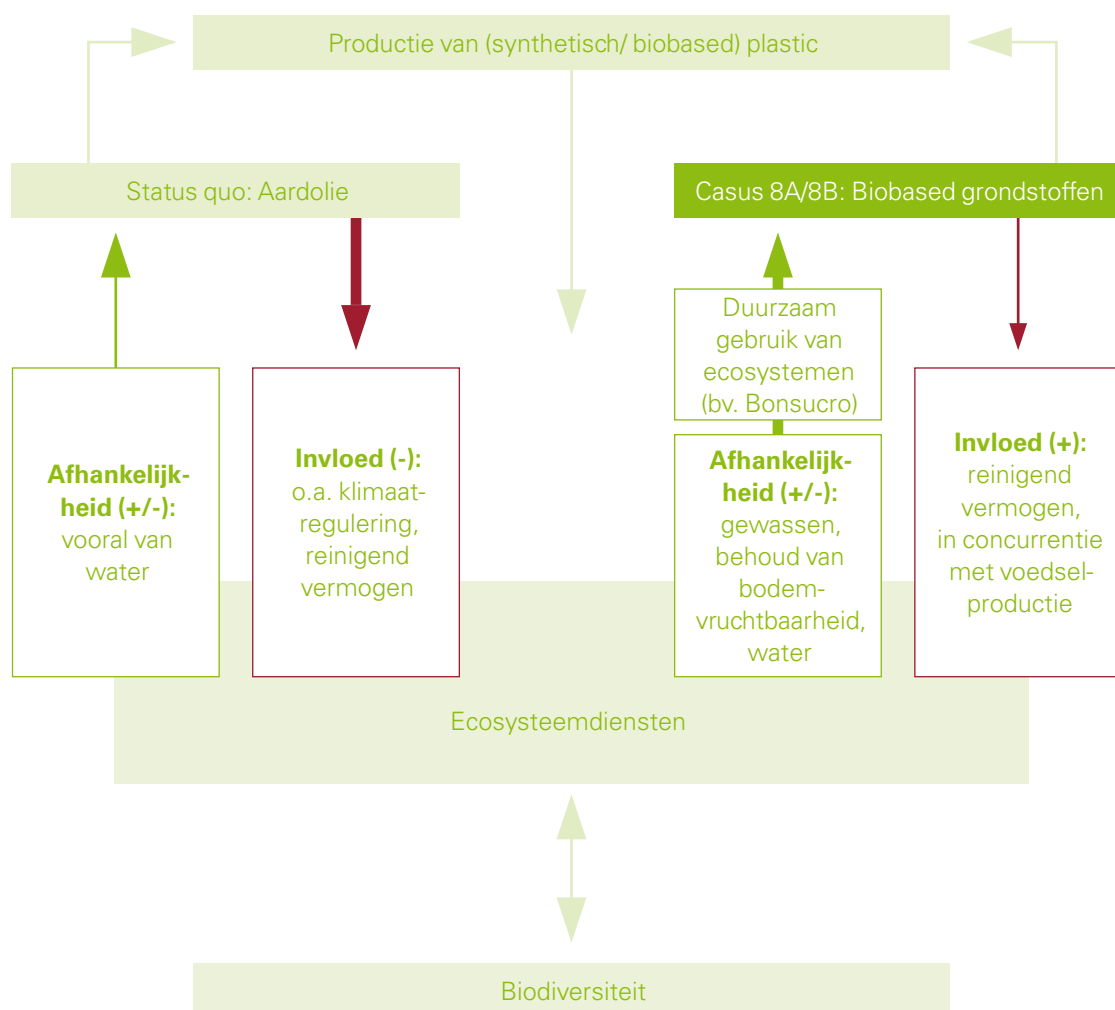 Productie van (synthetisch/ biobased) plastic
Status quo: Aardolie
Casus 8A/8B: Biobased grondstoffen
Afhankelijk-
heid (+/-):
vooral van
water
Invloed (-):
o.a. klimaat-
regulering,
reinigend
vermogen
Duurzaam
gebruik van
ecosystemen
(bv. Bonsucro)
Afhankelijk-
heid (+/-):
gewassen,
behoud van
bodem-
vruchtbaarheid,
water
Invloed (+):
reinigend
vermogen,
in concurrentie
met voedsel-
productie
Ecosysteemdiensten
Biodiversiteit